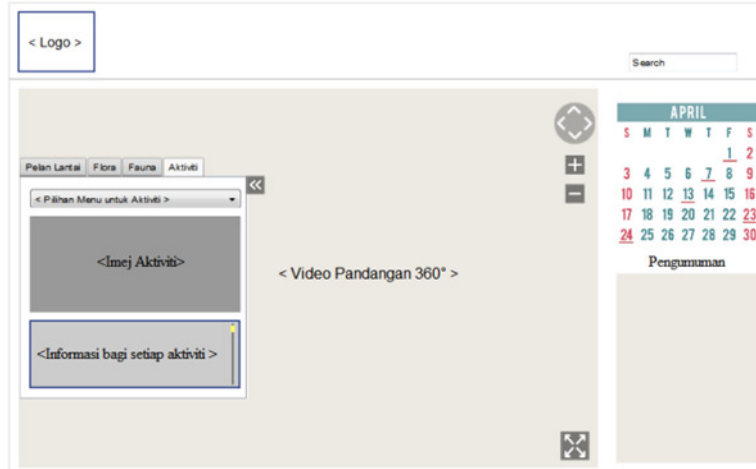 < Logo >
Search
Pelan Lantai Flora Fauna Aktiviti
< Pilihan Menu untuk Aktiviti >
<Imej Aktiviti>
<Informasi bagi setiap aktiviti >
< Video Pandangan 360° >
APRIL
S M T W T F S
1 2
3 4 5 6 7 8 9
10 11 12 13 14 15 16
17 18 19 20 21 22 23
24 25 26 27 28 29 30
Pengumuman